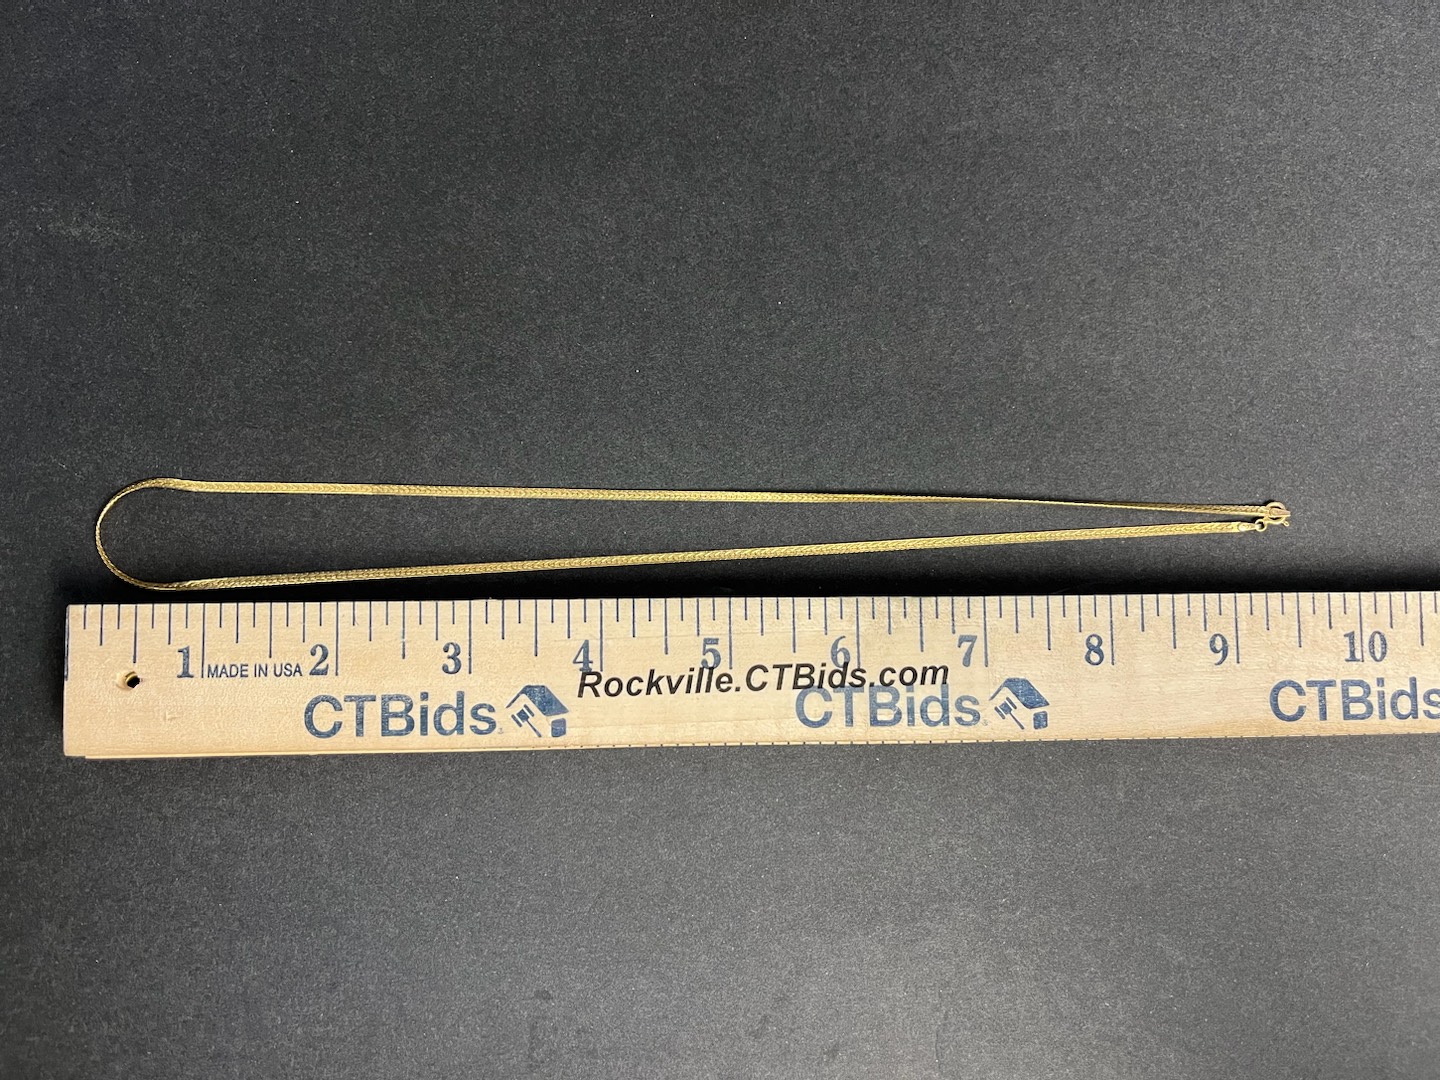 1 2 3 4 5 6 7 8 9 10
MADE IN USA
Rockville.CTBids.com
CTBids CTBids CTBids